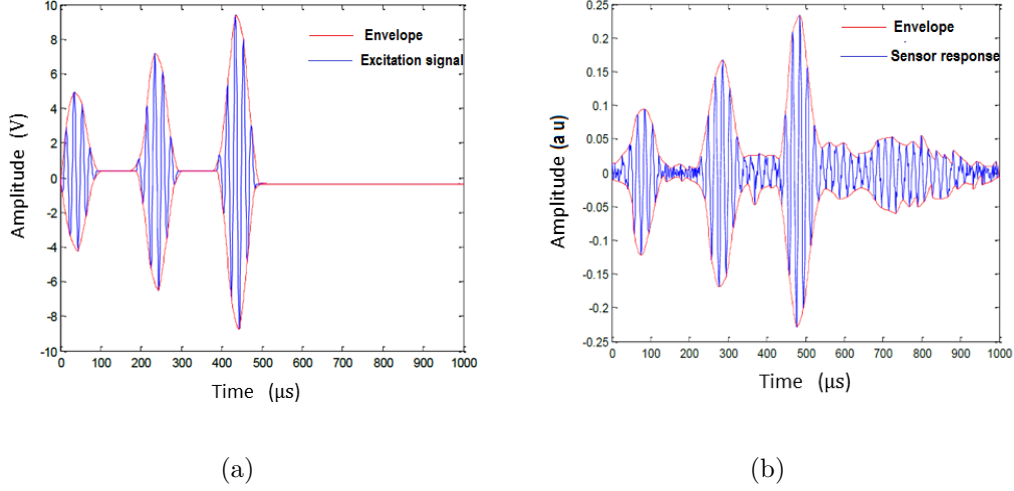 10
8
6
4
2
0
-2
-4
-6
-8
-10
0 100 200 300 400 500 600 700 800 900 1000
Envelope
Excitation signal
Amplitude (V)
Time (μs)
(a)
0.25
0.2
0.15
0.1
0.05
0
-0.05
-0.1
-0.15
-0.2
-0.25
0 100 200 300 400 500 600 700 800 900 1000
Envelope
Sensor response
Amplitude (a u)
Time (μs)
(b)